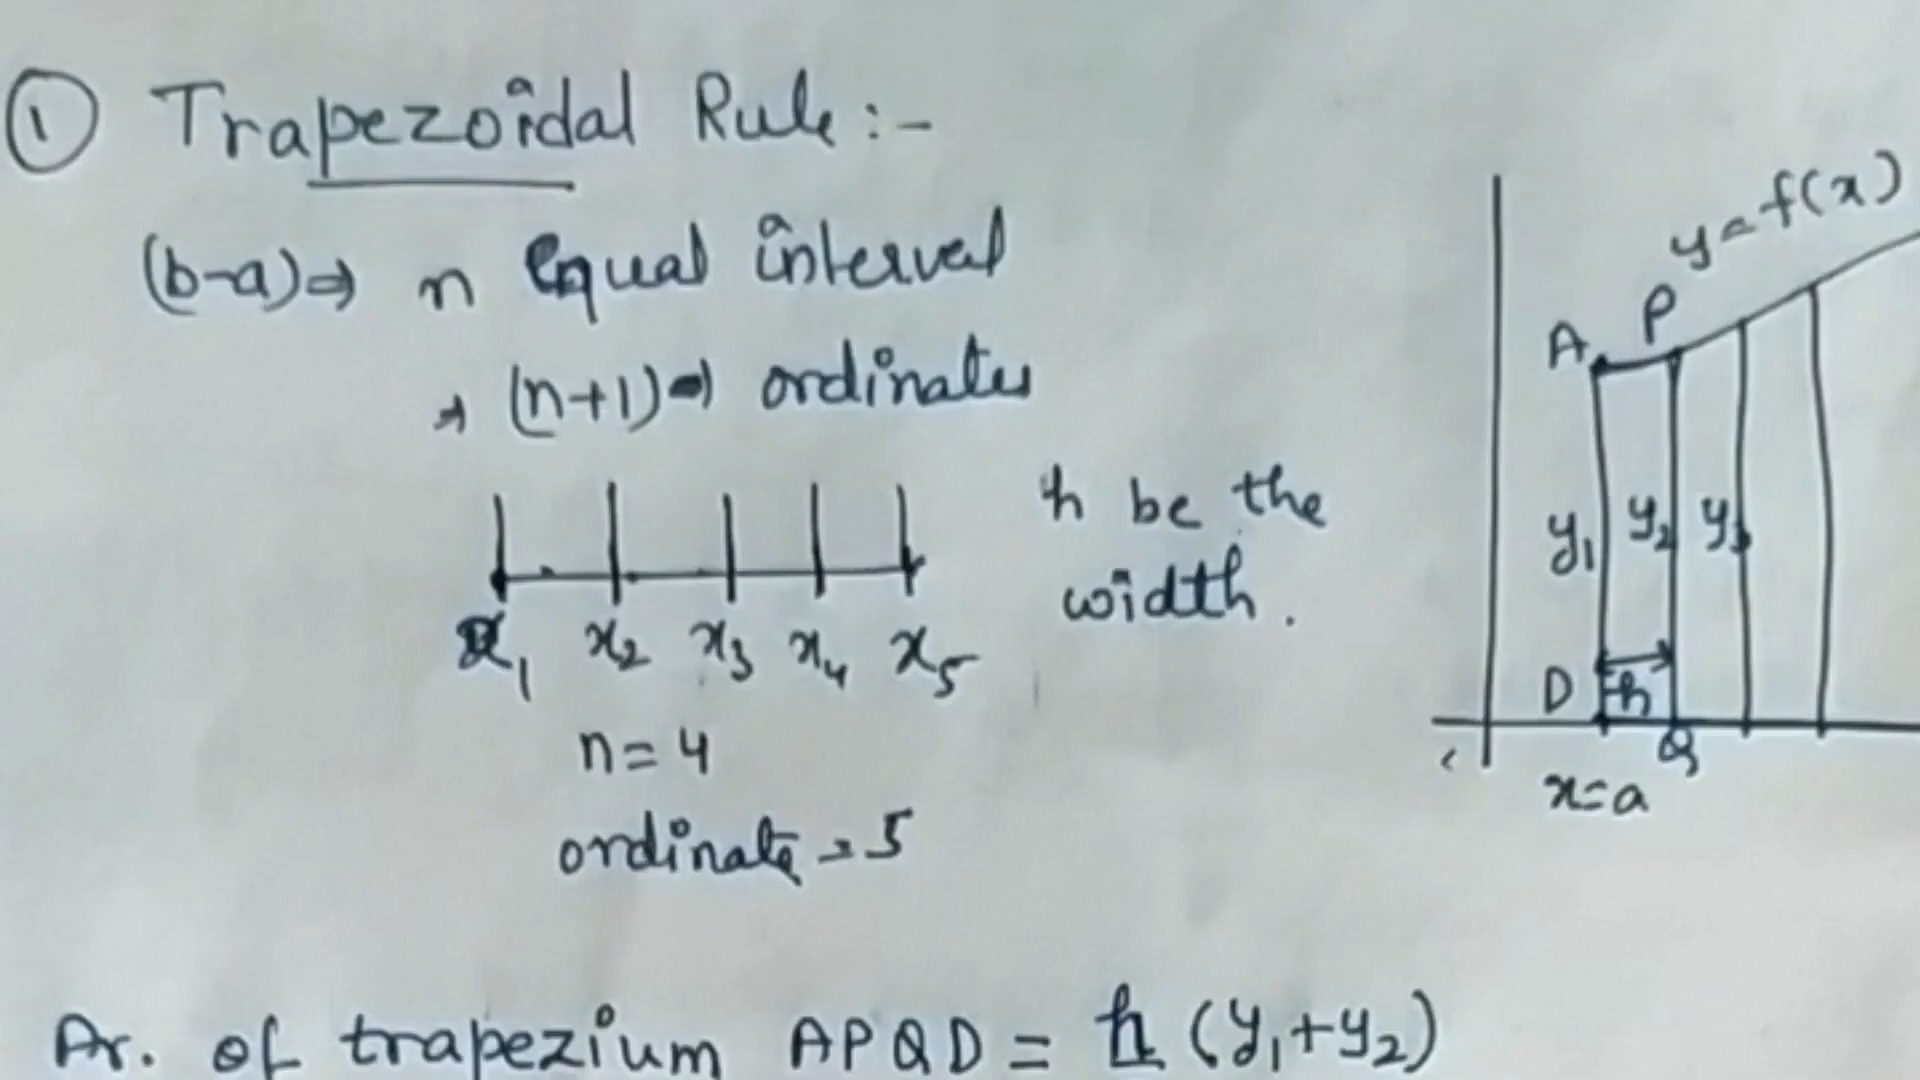 ① Trapezoidal Rule :-
(b-a) ⇒ n equal interval
⇒ (n+1) ⇒ ordinates
h be the
width.
x₁ x₂ x₃ x₄ x₅
n = 4
ordinate = 5
y = f(x)
A P
y₁ y₂ y₃
D h
Q
x = a
Ar. of trapezium APQD = h (y₁+y₂)